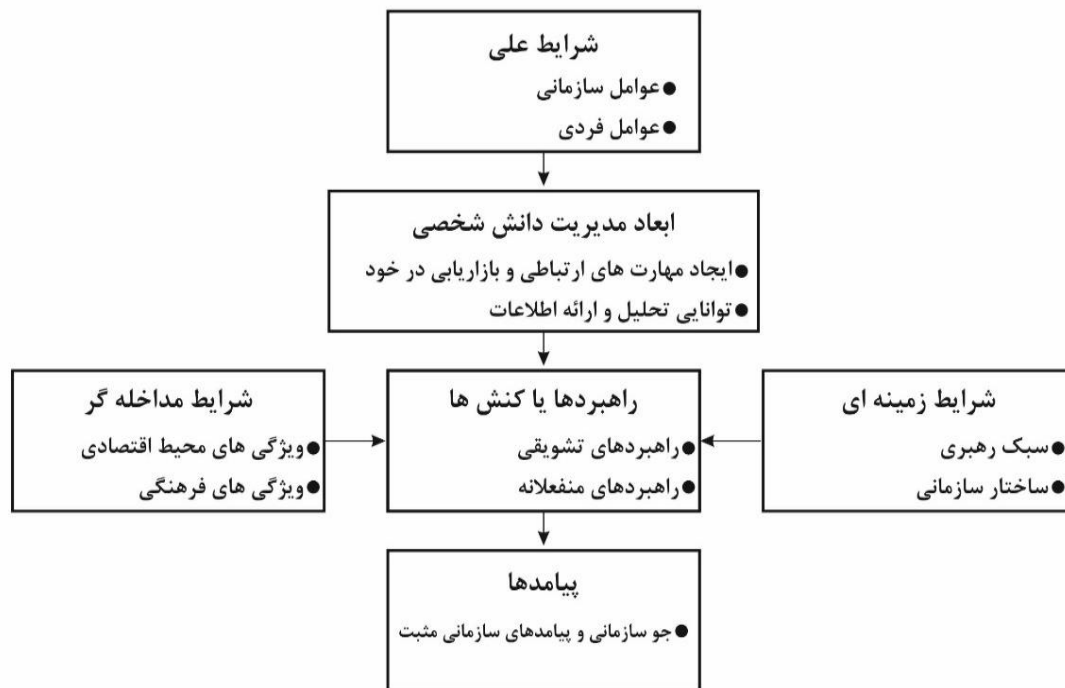 شرایط علی
● عوامل سازمانی
● عوامل فردی
ابعاد مدیریت دانش شخصی
● ایجاد مهارت های ارتباطی و بازاریابی در خود
● توانایی تحلیل و ارائه اطلاعات
شرایط زمینه ای
● سبک رهبری
● ساختار سازمانی
راهبردها یا کنش ها
● راهبردهای تشویقی
● راهبردهای منفعلانه
شرایط مداخله گر
● ویژگی های محیط اقتصادی
● ویژگی های فرهنگی
پیامدها
● جو سازمانی و پیامدهای سازمانی مثبت